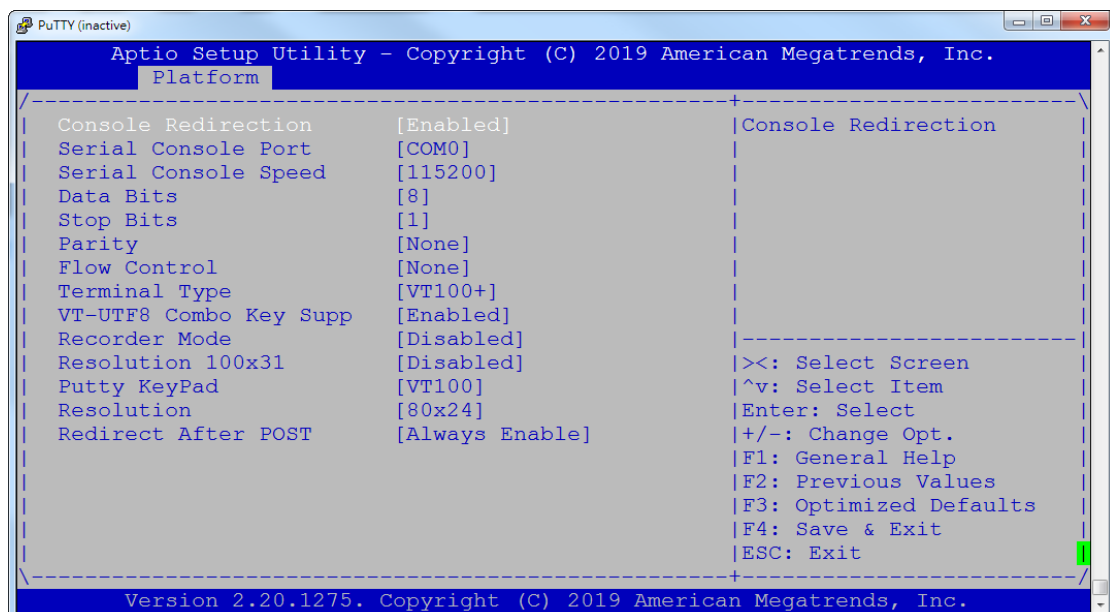 PuTTY (inactive)
Aptio Setup Utility - Copyright (C) 2019 American Megatrends, Inc.
Platform
/----------------------------------------------------+-------------------------\
| Console Redirection [Enabled] |Console Redirection |
| Serial Console Port [COM0] | |
| Serial Console Speed [115200] | |
| Data Bits [8] | |
| Stop Bits [1] | |
| Parity [None] | |
| Flow Control [None] | |
| Terminal Type [VT100+] | |
| VT-UTF8 Combo Key Supp [Enabled] | |
| Recorder Mode [Disabled] |-------------------------|
| Resolution 100x31 [Disabled] |><: Select Screen |
| Putty KeyPad [VT100] |^v: Select Item |
| Resolution [80x24] |Enter: Select |
| Redirect After POST [Always Enable] |+/-: Change Opt. |
| |F1: General Help |
| |F2: Previous Values |
| |F3: Optimized Defaults |
| |F4: Save & Exit |
| |ESC: Exit |
\----------------------------------------------------+-------------------------/
Version 2.20.1275. Copyright (C) 2019 American Megatrends, Inc.